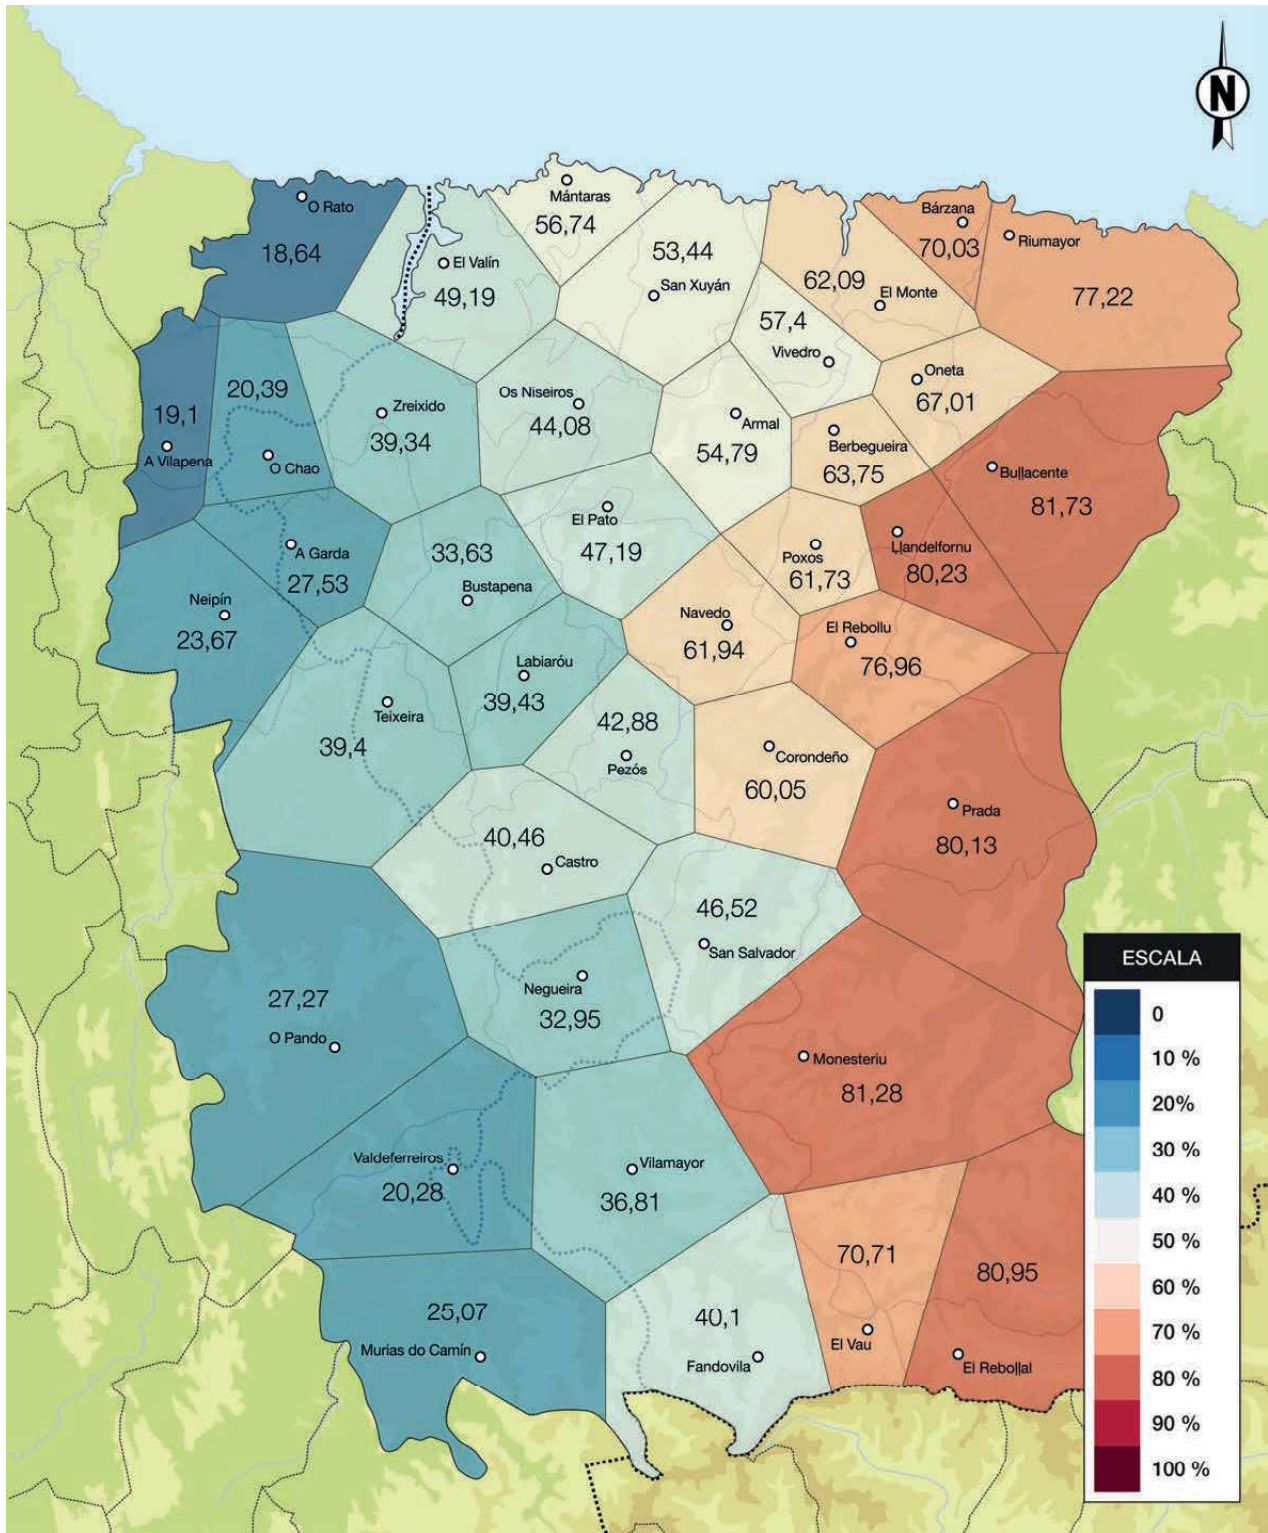 N
O Rato
18,64
Mántaras
56,74
El Valín
49,19
53,44
San Xuyán
Bárzana
70,03
Riumayor
77,22
62,09
El Monte
57,4
Vivedro
Oneta
67,01
20,39
O Chao
19,1
A Vilapena
Zreixido
39,34
Os Niseiros
44,08
Armal
54,79
Berbegueira
63,75
Buḷḷacente
81,73
El Pato
47,19
A Garda
27,53
33,63
Bustapena
Poxos
61,73
Ḷḷandelfornu
80,23
Neipín
23,67
Navedo
61,94
El Rebollu
76,96
Labiaróu
39,43
Teixeira
39,4
42,88
Pezós
Corondeño
60,05
Prada
80,13
40,46
Castro
46,52
San Salvador
Negueira
32,95
27,27
O Pando
Monesteriu
81,28
Valdeferreiros
20,28
Vilamayor
36,81
70,71
El Vau
80,95
El Reboḷḷal
25,07
Murias do Camín
40,1
Fandovila
ESCALA
0
10 %
20%
30 %
40 %
50 %
60 %
70 %
80 %
90 %
100 %